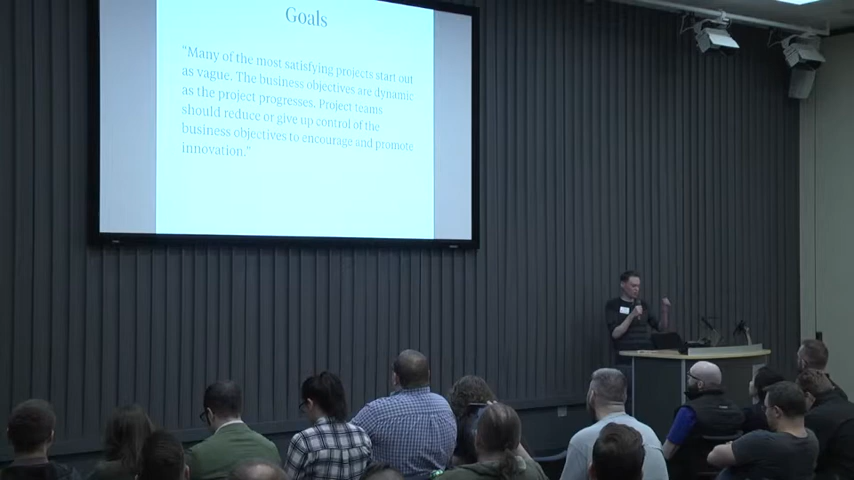 Goals
"Many of the most satisfying projects start out
as vague. The business objectives are dynamic
as the project progresses. Project teams
should reduce or give up control of the
business objectives to encourage and promote
innovation."